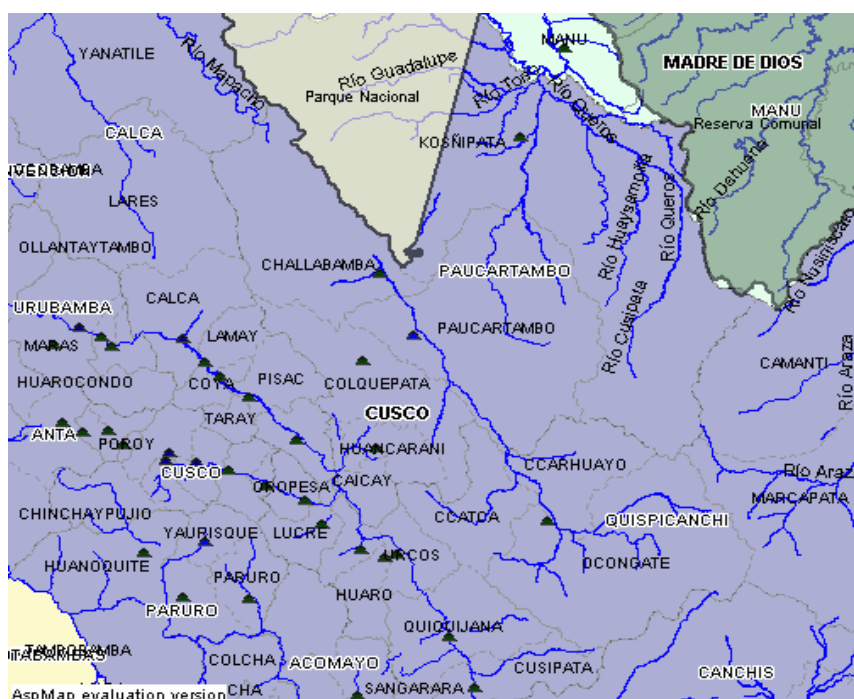 YANATILE
Río Mapacho
Río Guadalupe
Parque Nacional
Río Tono
MANU
MADRE DE DIOS
MANU
Reserva Comunal
Río Queros
KOSÑIPATA
CALCA
LARES
Río Dahuene
Río Huaysampilla
Río Queros
OLLANTAYTAMBO
CHALLABAMBA
PAUCARTAMBO
URUBAMBA
CALCA
Río Cusipata
LAMAY
PAUCARTAMBO
MARAS
CAMANTI
Río Araza
HUAROCONDO
COYA
PISAC
COLQUEPATA
TARAY
CUSCO
ANTA
POROY
HUANCARANI
CUSCO
CCARHUAYO
OROPESA
CAICAY
Río Araz
MARCAPATA
CHINCHAYPUJIO
YAURISQUE
LUCRE
CCATCA
QUISPICANCHI
HUANOQUITE
URCOS
OCONGATE
PARURO
HUARO
PARURO
QUIQUIJANA
COLCHA
ACOMAYO
CUSIPATA
CANCHIS
SANGARARA
CHA
AspMap evaluation version